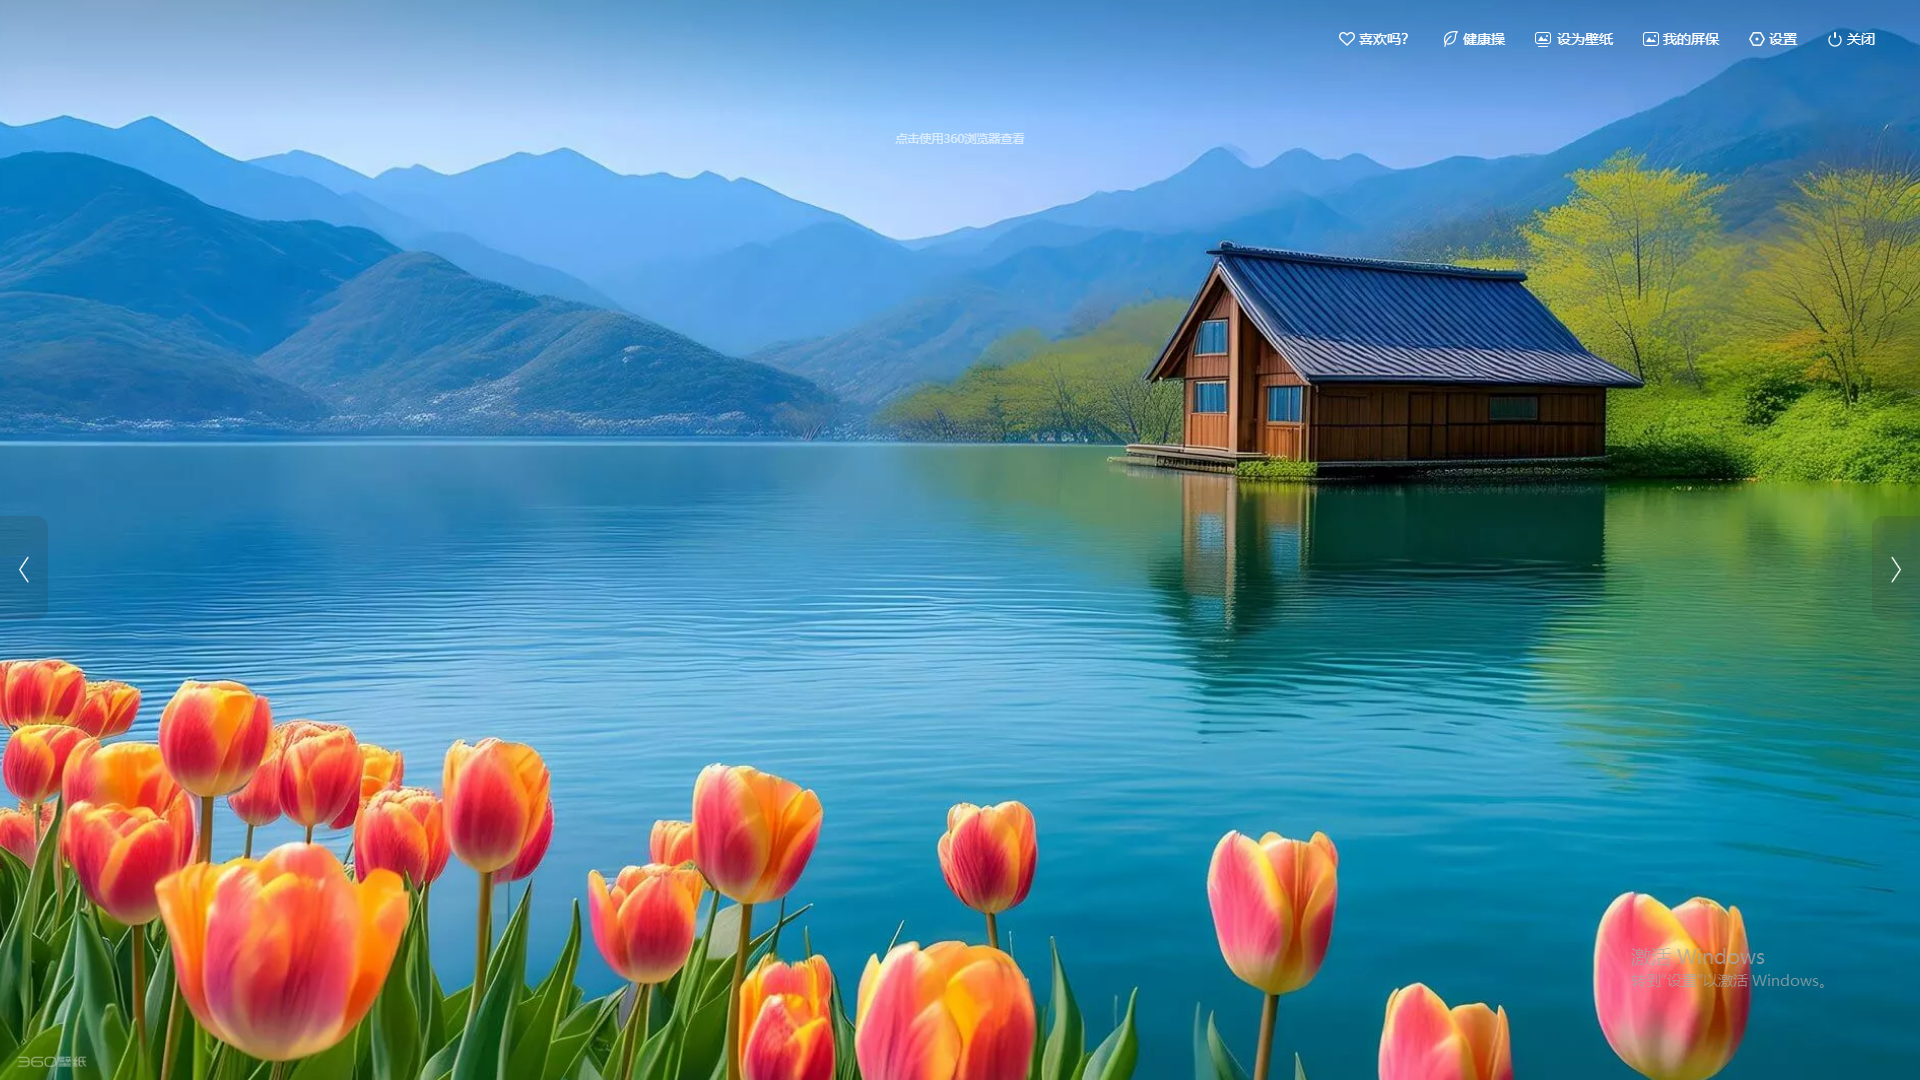 喜欢吗?
健康操
设为壁纸
我的屏保
设置
关闭
点击使用360浏览器查看
激活 Windows
转到"设置"以激活 Windows。
360壁纸